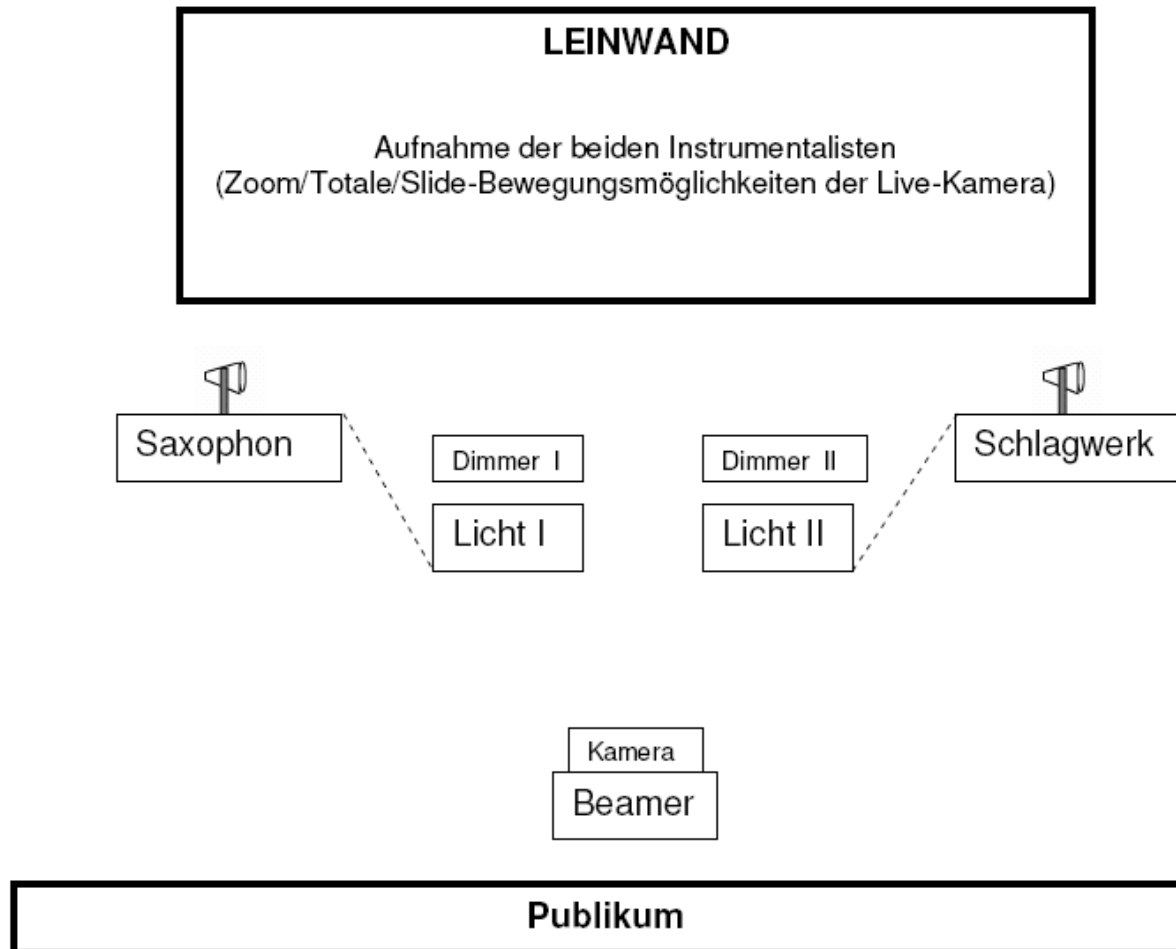 LEINWAND
Aufnahme der beiden Instrumentalisten
(Zoom/Totale/Slide-Bewegungsmöglichkeiten der Live-Kamera)
Saxophon
Dimmer I
Dimmer II
Schlagwerk
Licht I
Licht II
Kamera
Beamer
Publikum